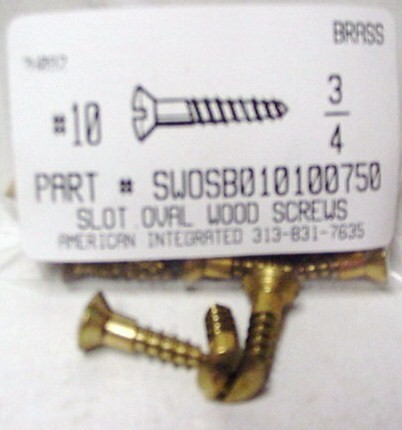 BRASS
#10
3
4
PART # SWOSB010100750
SLOT OVAL WOOD SCREWS
AMERICAN INTEGRATED 313-831-7635